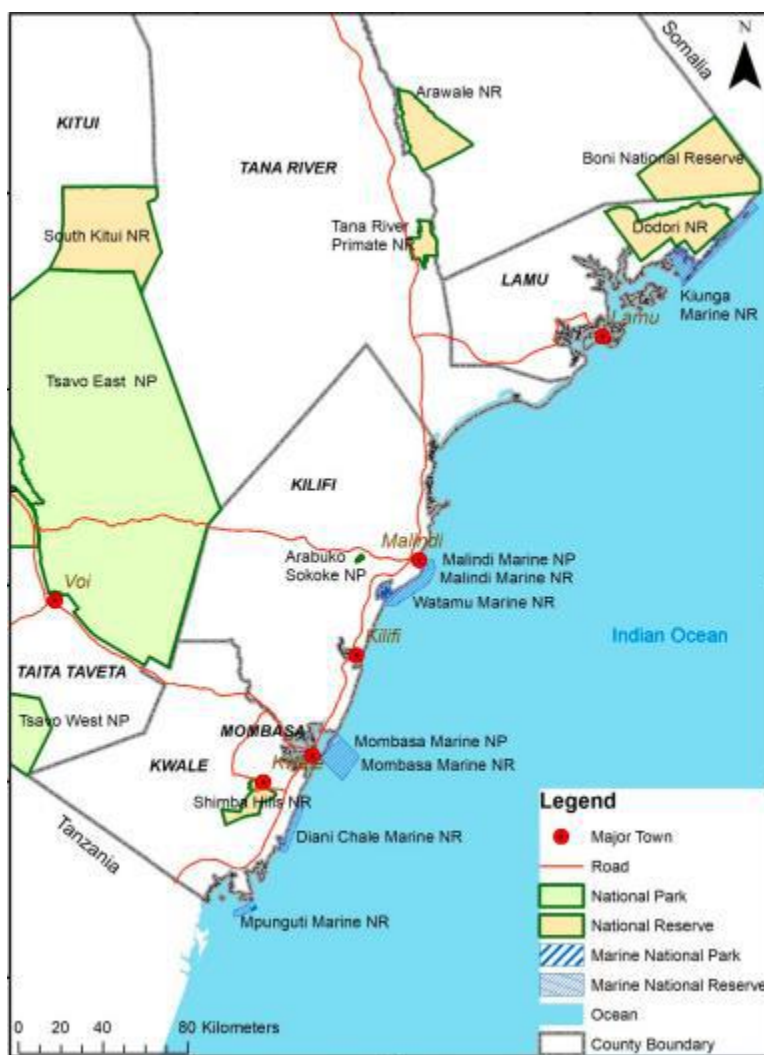 N
Somalia
Arawale NR
KITUI
Boni National Reserve
TANA RIVER
South Kitui NR
Tana River
Primate NR
Dodori NR
LAMU
Kiunga
Marine NR
Lamu
Tsavo East NP
KILIFI
Malindi
Arabuko
Sokoke NP
Malindi Marine NP
Malindi Marine NR
Voi
Watamu Marine NR
Kilifi
Indian Ocean
TAITA TAVETA
Tsavo West NP
MOMBASA
Mombasa Marine NP
Mombasa Marine NR
KWALE
Shimba Hills NR
Diani Chale Marine NR
Tanzania
Mpunguti Marine NR
Legend
Major Town
Road
National Park
National Reserve
Marine National Park
Marine National Reserve
Ocean
County Boundary
0 20 40 80 Kilometers